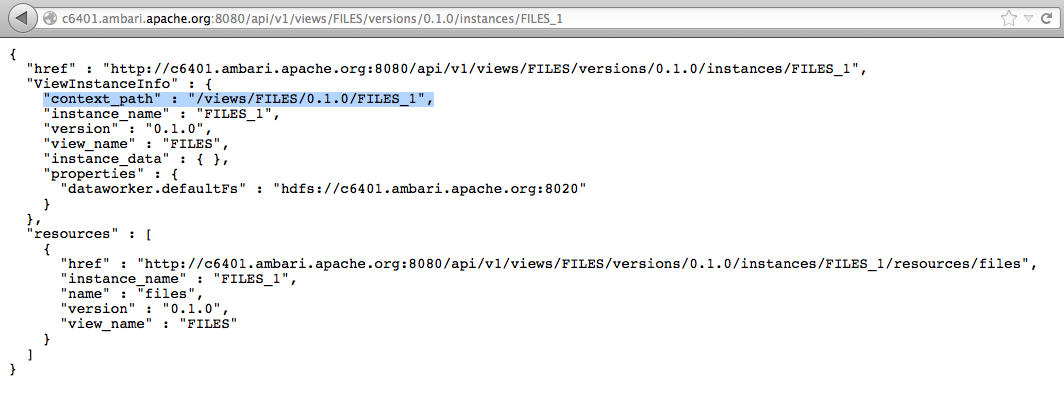 c6401.ambari.apache.org:8080/api/v1/views/FILES/versions/0.1.0/instances/FILES_1
{
  "href" : "http://c6401.ambari.apache.org:8080/api/v1/views/FILES/versions/0.1.0/instances/FILES_1",
  "ViewInstanceInfo" : {
    "context_path" : "/views/FILES/0.1.0/FILES_1",
    "instance_name" : "FILES_1",
    "version" : "0.1.0",
    "view_name" : "FILES",
    "instance_data" : { },
    "properties" : {
      "dataworker.defaultFs" : "hdfs://c6401.ambari.apache.org:8020"
    }
  },
  "resources" : [
    {
      "href" : "http://c6401.ambari.apache.org:8080/api/v1/views/FILES/versions/0.1.0/instances/FILES_1/resources/files",
      "instance_name" : "FILES_1",
      "name" : "files",
      "version" : "0.1.0",
      "view_name" : "FILES"
    }
  ]
}